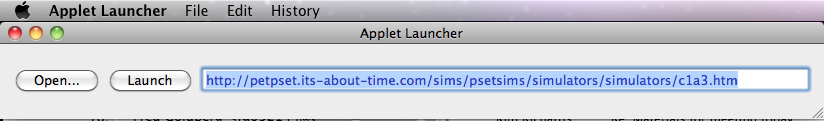 Applet Launcher File Edit History
Applet Launcher
Open... Launch http://petpset.its-about-time.com/sims/psetsims/simulators/simulators/c1a3.htm